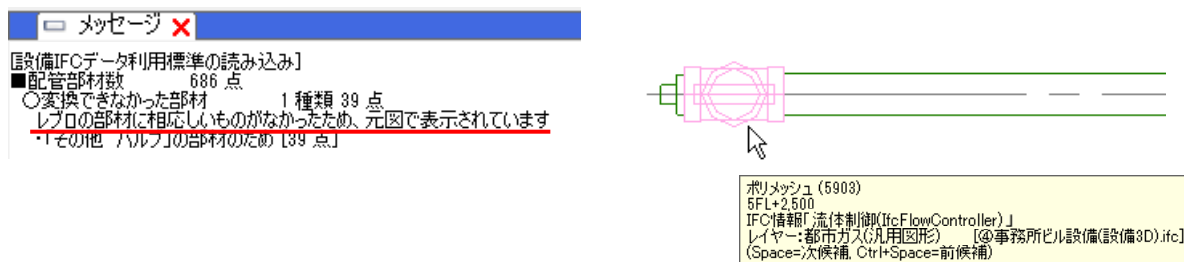 メッセージ
[設備IFCデータ利用標準の読み込み]
■配管部材数 686 点
○変換できなかった部材 1 種類 39 点
レブロの部材に相応しいものがなかったため、元図で表示されています
・「その他 バルブ」の部材のため [39 点]
ポリメッシュ (5903)
5FL+2,500
IFC情報「流体制御(IfcFlowController)」
レイヤー:都市ガス(汎用図形) [④事務所ビル設備(設備3D).ifc]
(Space=次候補, Ctrl+Space=前候補)